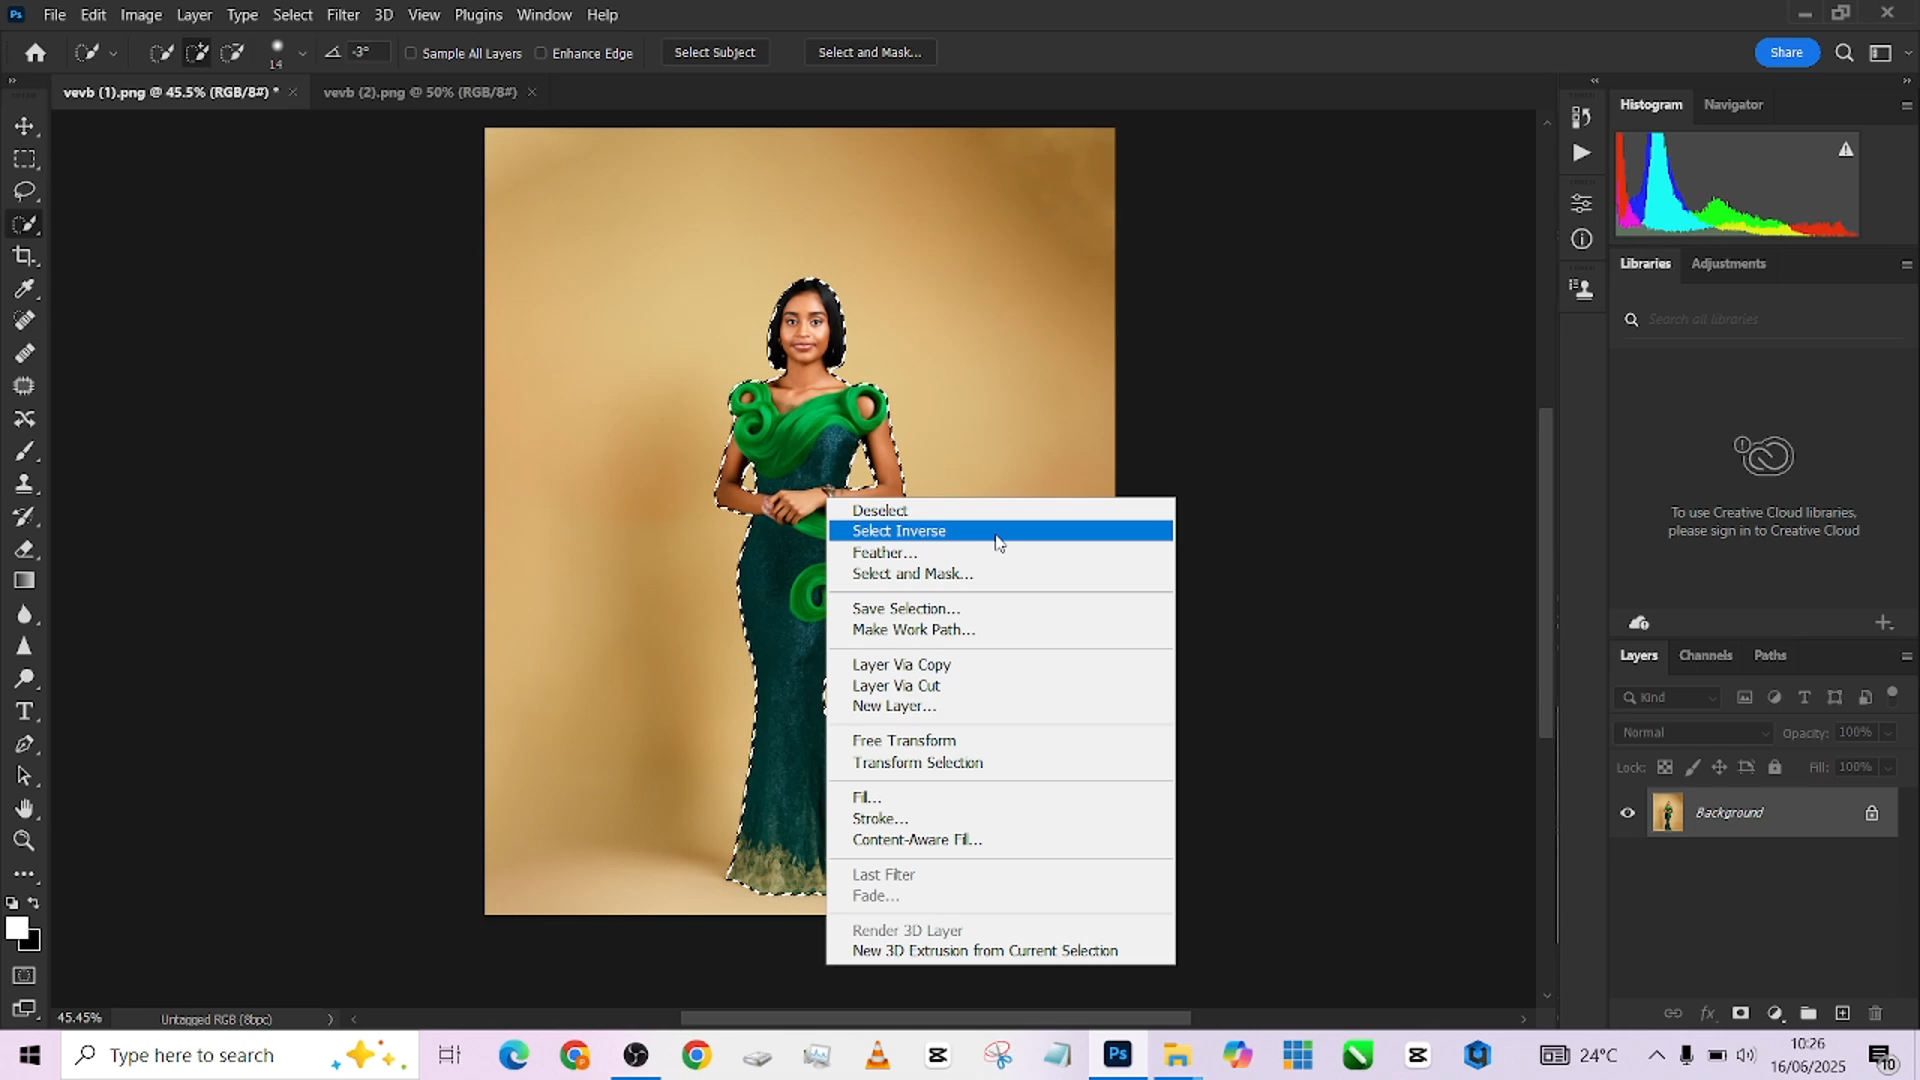 Ps File Edit Image Layer Type Select Filter 3D View Plugins Window Help
14 -3° Sample All Layers Enhance Edge Select Subject Select and Mask... Share
vevb (1).png @ 45.5% (RGB/8#) * vevb (2).png @ 50% (RGB/8#)
Histogram Navigator
Libraries Adjustments
Search all libraries
To use Creative Cloud libraries,
please sign in to Creative Cloud
Deselect
Select Inverse
Feather...
Select and Mask...
Save Selection...
Make Work Path...
Layer Via Copy
Layer Via Cut
New Layer...
Free Transform
Transform Selection
Fill...
Stroke...
Content-Aware Fill...
Last Filter
Fade...
Render 3D Layer
New 3D Extrusion from Current Selection
Layers Channels Paths
Kind
Normal Opacity: 100%
Lock: Fill: 100%
Background
fx
45.45% Untagged RGB (8bpc)
Type here to search Ps 24°C 10:26
16/06/2025 10